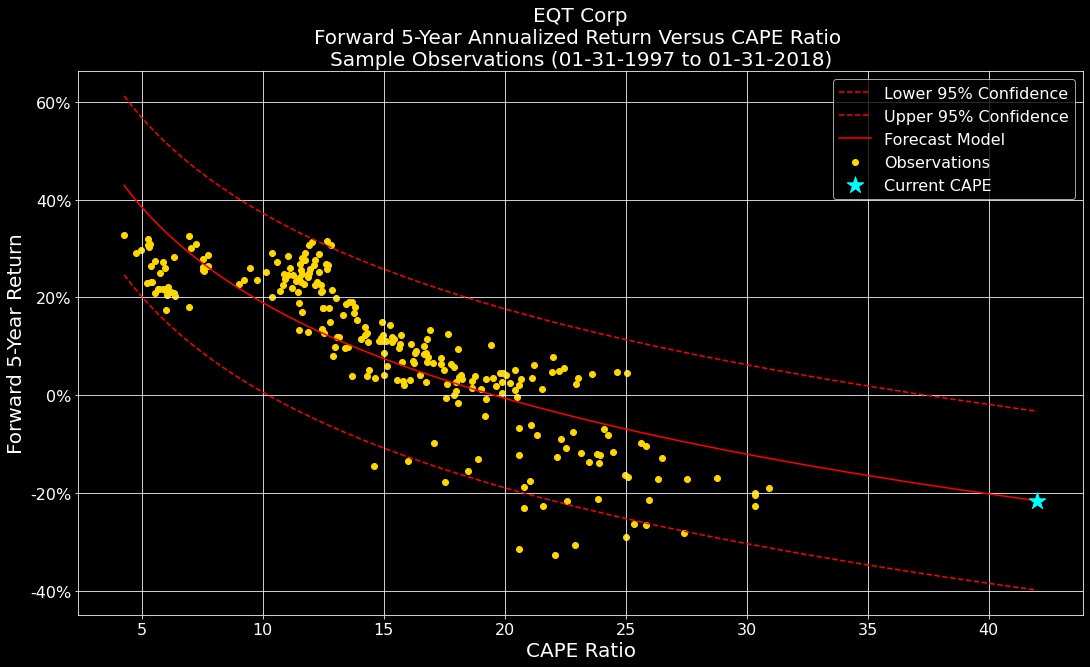 EQT Corp
Forward 5-Year Annualized Return Versus CAPE Ratio
Sample Observations (01-31-1997 to 01-31-2018)
Lower 95% Confidence
Upper 95% Confidence
Forecast Model
Observations
Current CAPE
Forward 5-Year Return
60%
40%
20%
0%
-20%
-40%
5 10 15 20 25 30 35 40
CAPE Ratio